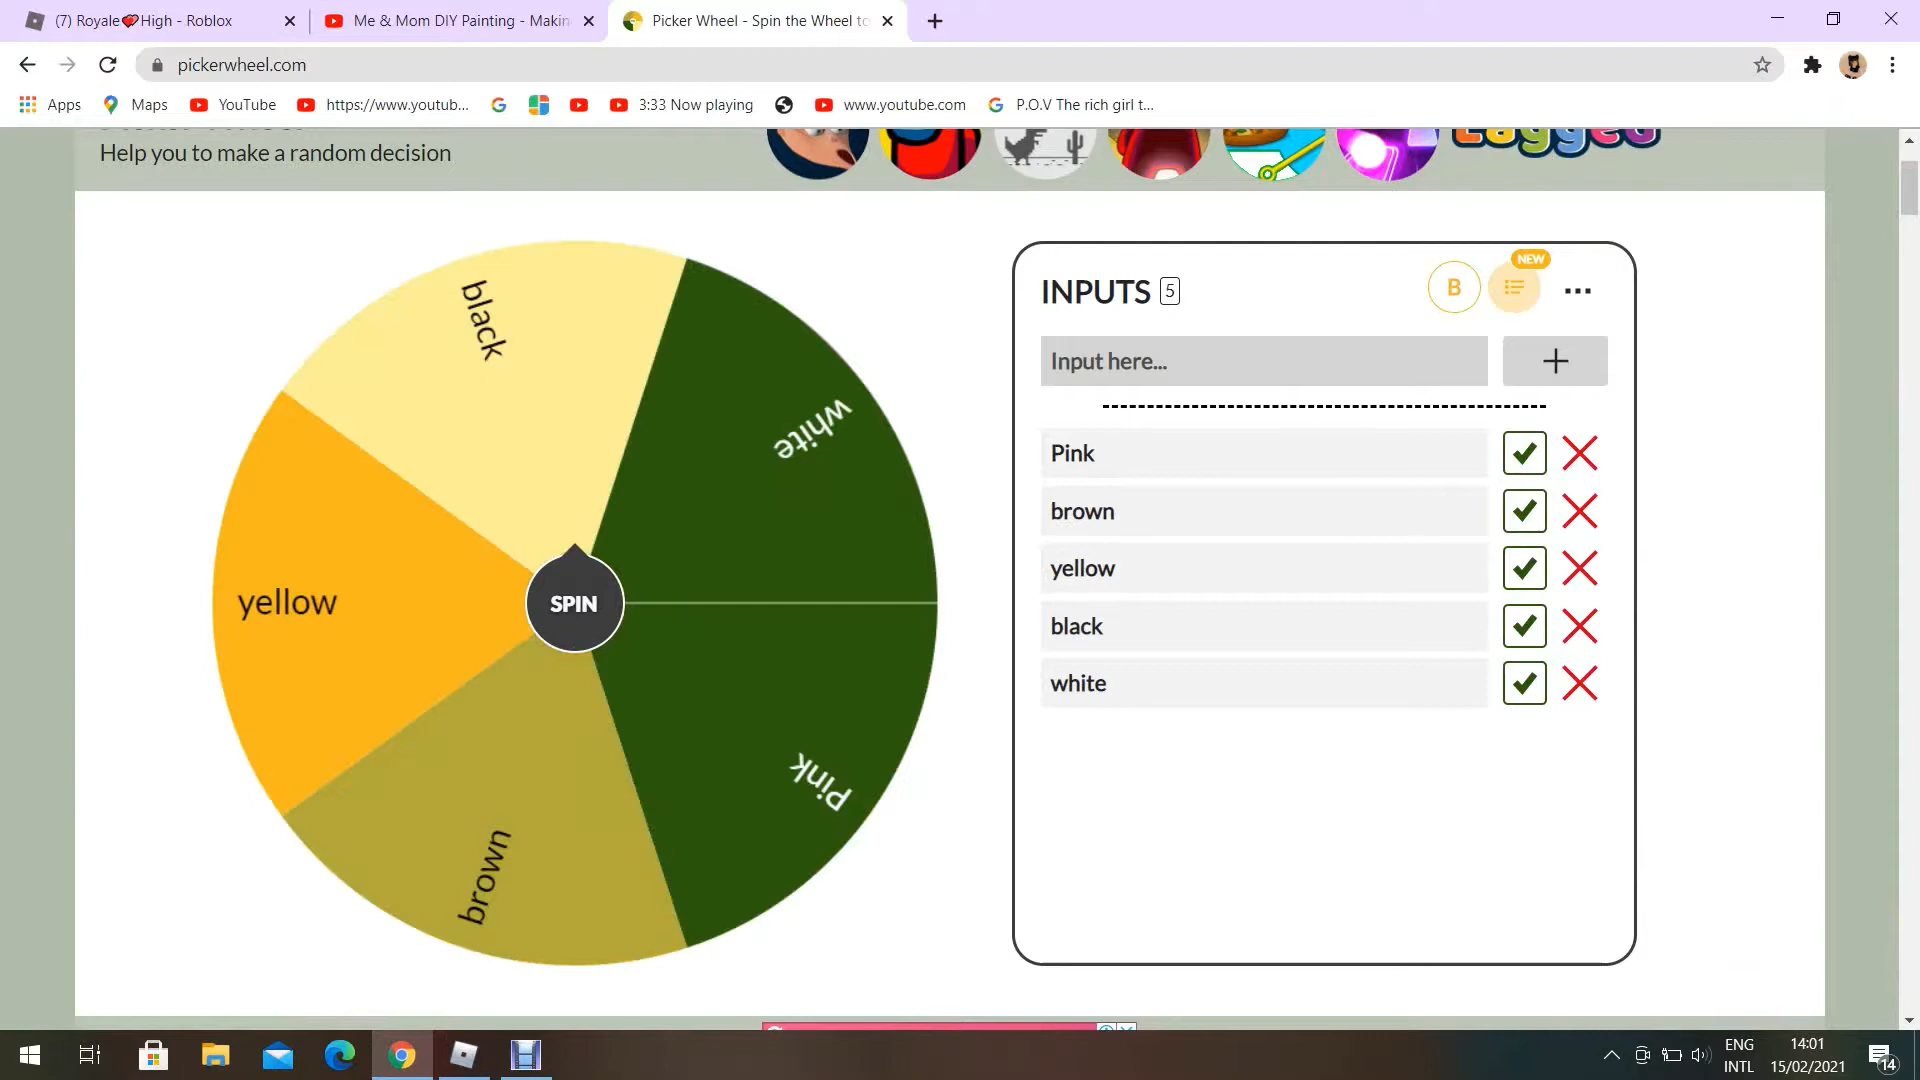 (7) Royale❤️High - Roblox
Me & Mom DIY Painting - Makin
Picker Wheel - Spin the Wheel to
pickerwheel.com
Apps
Maps
YouTube
https://www.youtub...
3:33 Now playing
www.youtube.com
P.O.V The rich girl t...
Help you to make a random decision
black
white
yellow
SPIN
brown
Pink
NEW
INPUTS 5
B
Input here...
Pink
brown
yellow
black
white
ENG
INTL
14:01
15/02/2021
14